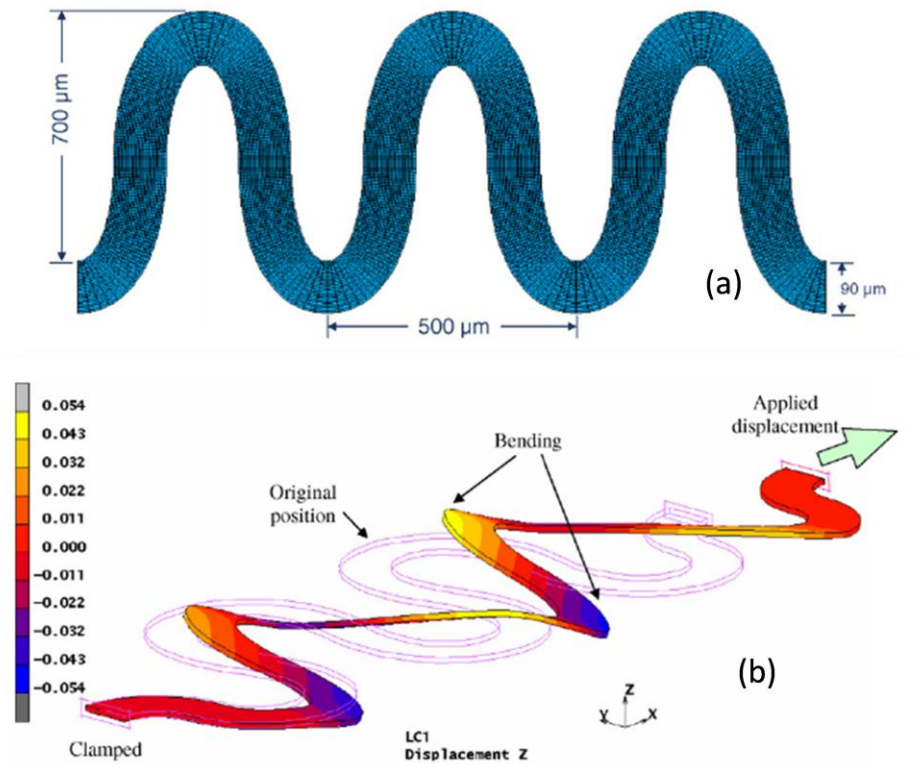 700 µm
(a)
90 µm
500 µm
0.054
0.043
0.032
0.022
0.011
0.000
−0.011
−0.022
−0.032
−0.043
−0.054
Applied
displacement
Bending
Original
position
Clamped
(b)
Z
Y
X
LC1
Displacement Z